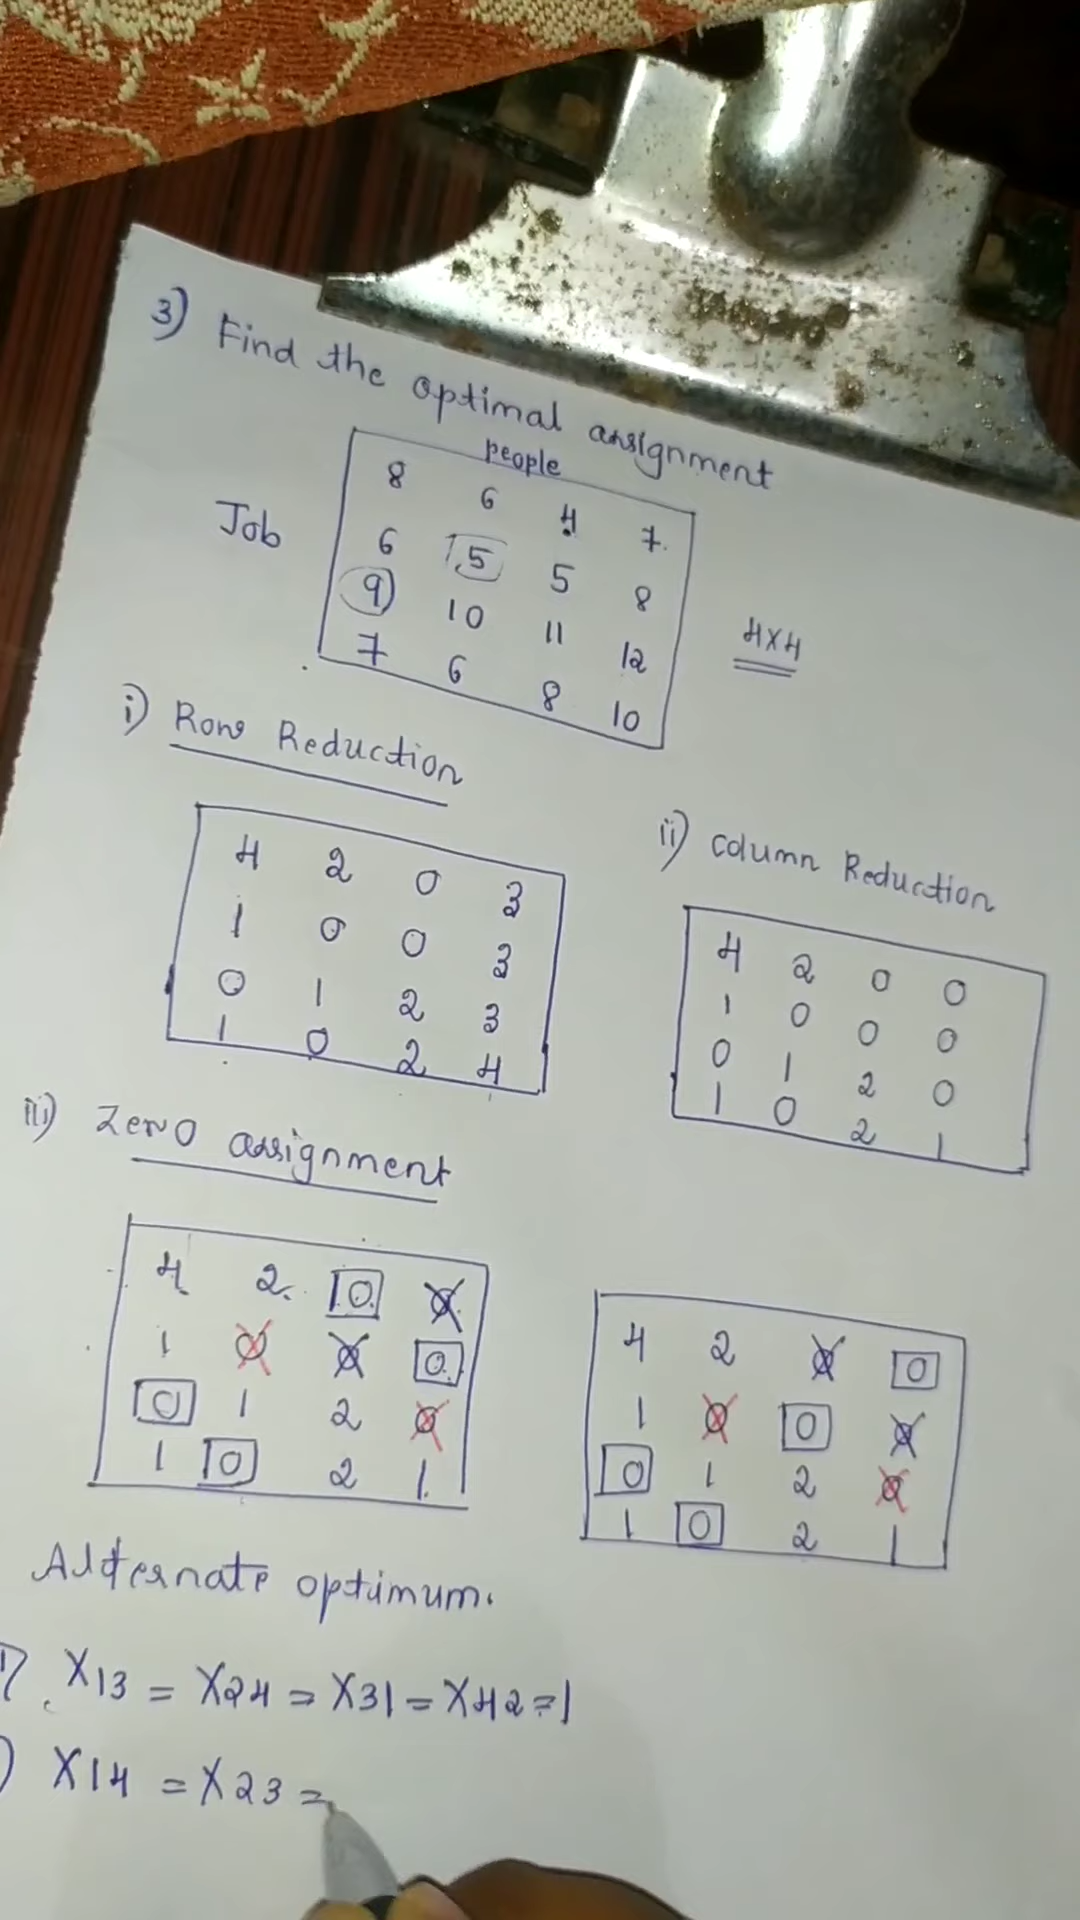 3) Find the optimal assignment
people
Job
8 6 4 7
6 5 5 8
9 10 11 12
7 6 8 10
4×4
i) Row Reduction
4 2 0 3
1 0 0 3
0 1 2 3
1 0 2 4
ii) column Reduction
4 2 0 0
1 0 0 0
0 1 2 0
1 0 2 1
iii) Zero assignment
4 2 0 0
1 0 0 0
0 1 2 0
1 0 2 1
4 2 0 0
1 0 0 0
0 1 2 0
1 0 2 1
Alternate optimum.
X13 = X24 = X31 = X42 = 1
) X14 = X23 =